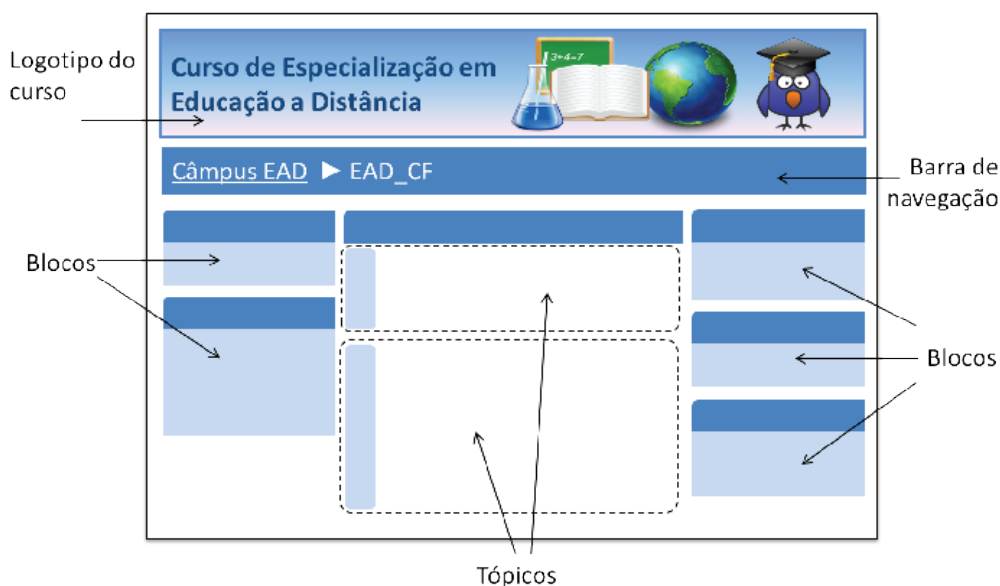 Logotipo do
curso
Curso de Especialização em
Educação a Distância
3+4=7
Câmpus EAD ► EAD_CF
Barra de
navegação
Blocos
Blocos
Tópicos